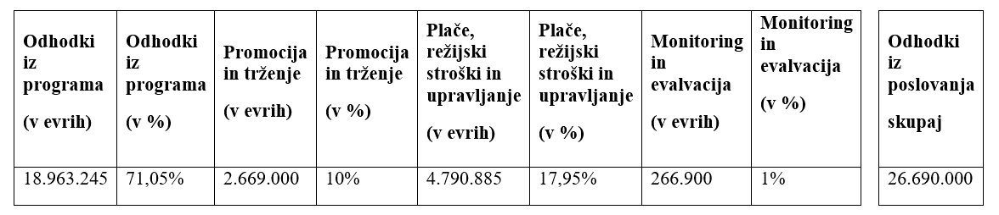 Odhodki
iz
programa
(v evrih)
Odhodki
iz
programa
(v %)
Promocija
in trženje
(v evrih)
Promocija
in trženje
(v %)
Plače,
režijski
stroški in
upravljanje
(v evrih)
Plače,
režijski
stroški in
upravljanje
(v %)
Monitoring
in
evalvacija
(v evrih)
Monitoring
in
evalvacija
(v %)
Odhodki
iz
poslovanja
skupaj
18.963.245
71,05%
2.669.000
10%
4.790.885
17,95%
266.900
1%
26.690.000